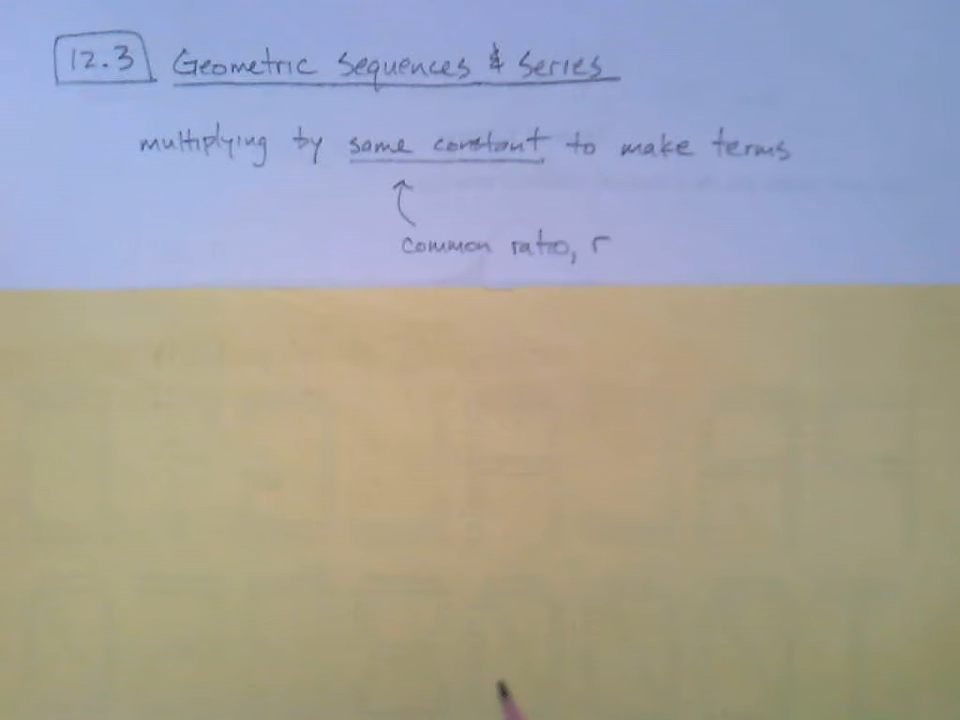 12.3 Geometric Sequences & Series
multiplying by same constant to make terms
common ratio, r